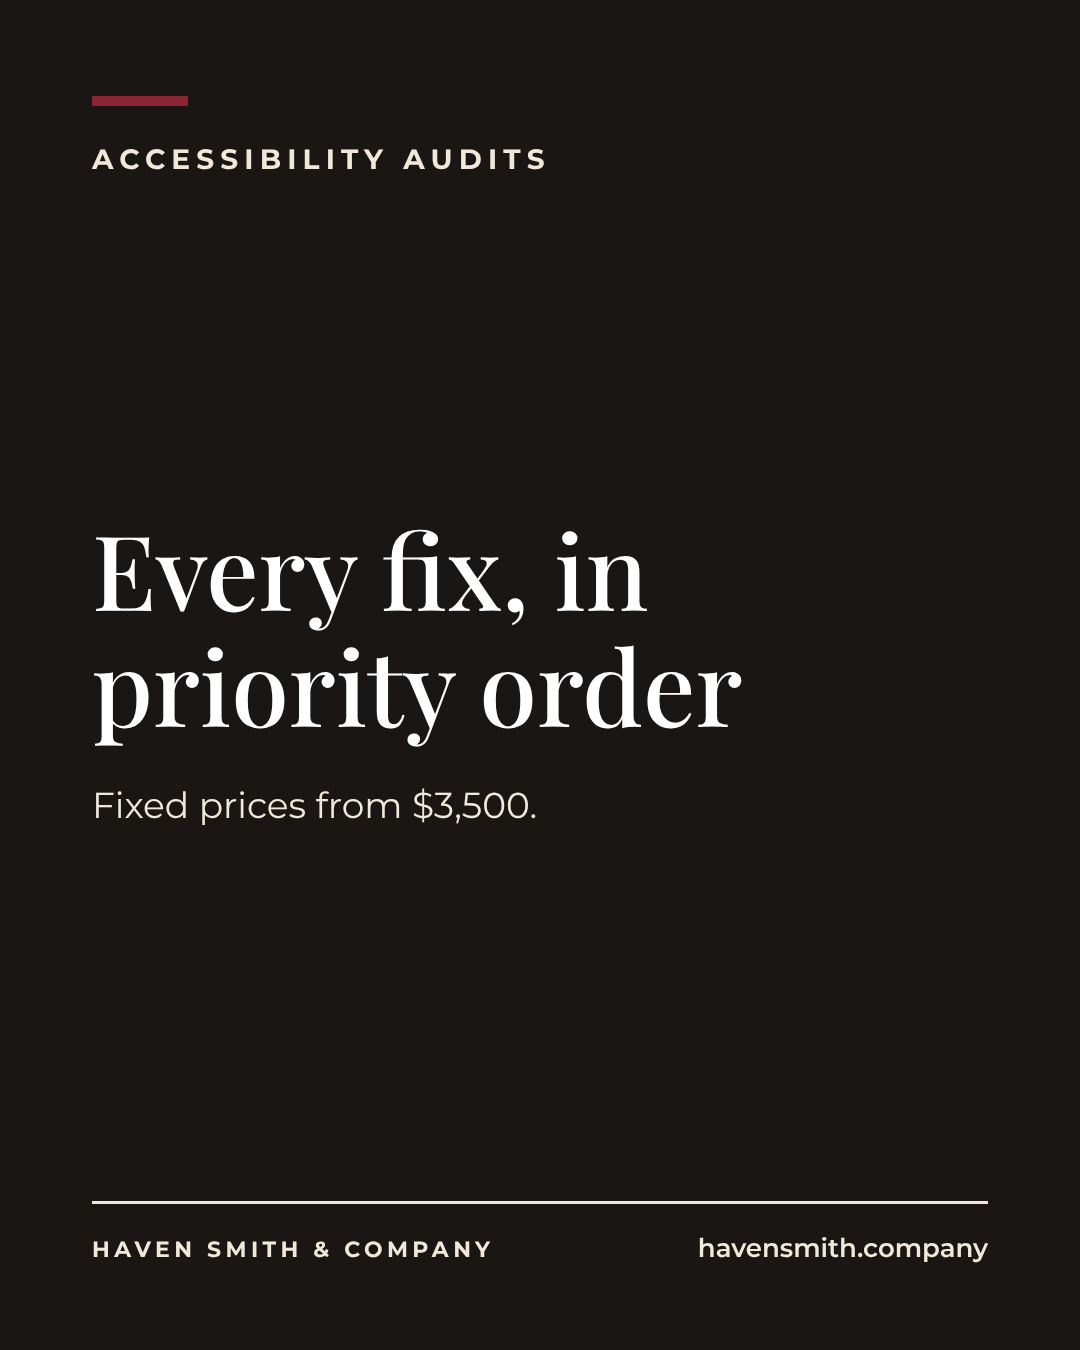 ACCESSIBILITY AUDITS
Every fix, in
priority order
Fixed prices from $3,500.
HAVEN SMITH & COMPANY
havensmith.company